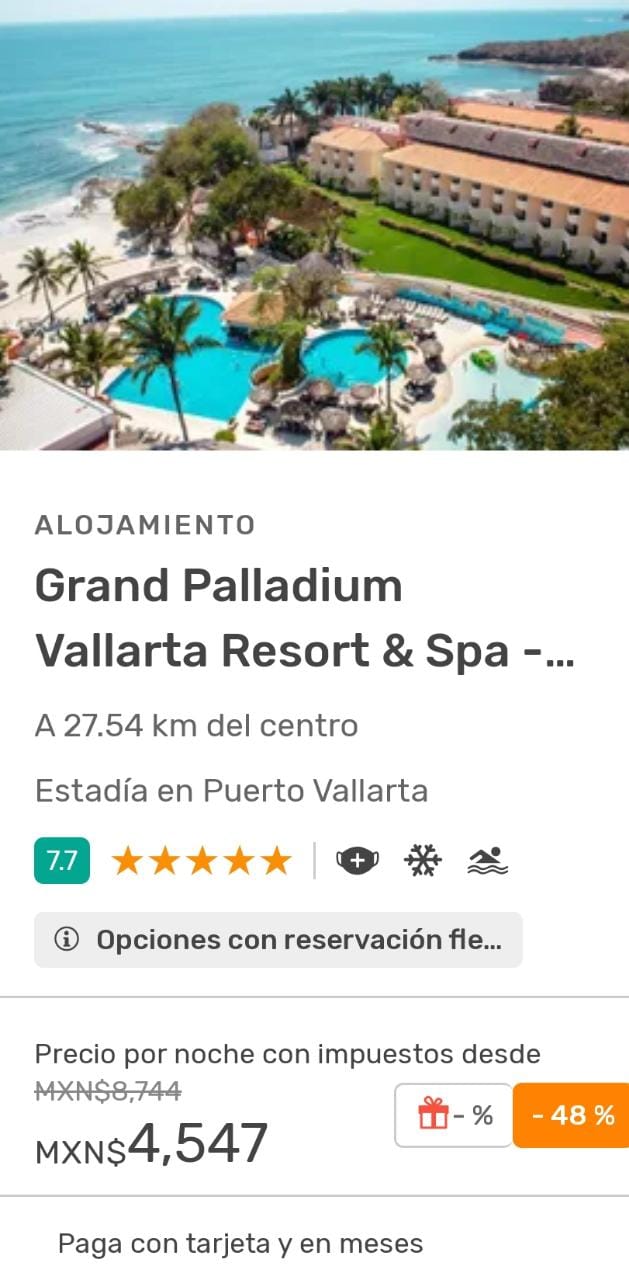 ALOJAMIENTO
Grand Palladium
Vallarta Resort & Spa -...
A 27.54 km del centro
Estadía en Puerto Vallarta
7.7
Opciones con reservación fle...
Precio por noche con impuestos desde
MXN$8,744
MXN$4,547
- %
- 48 %
Paga con tarjeta y en meses